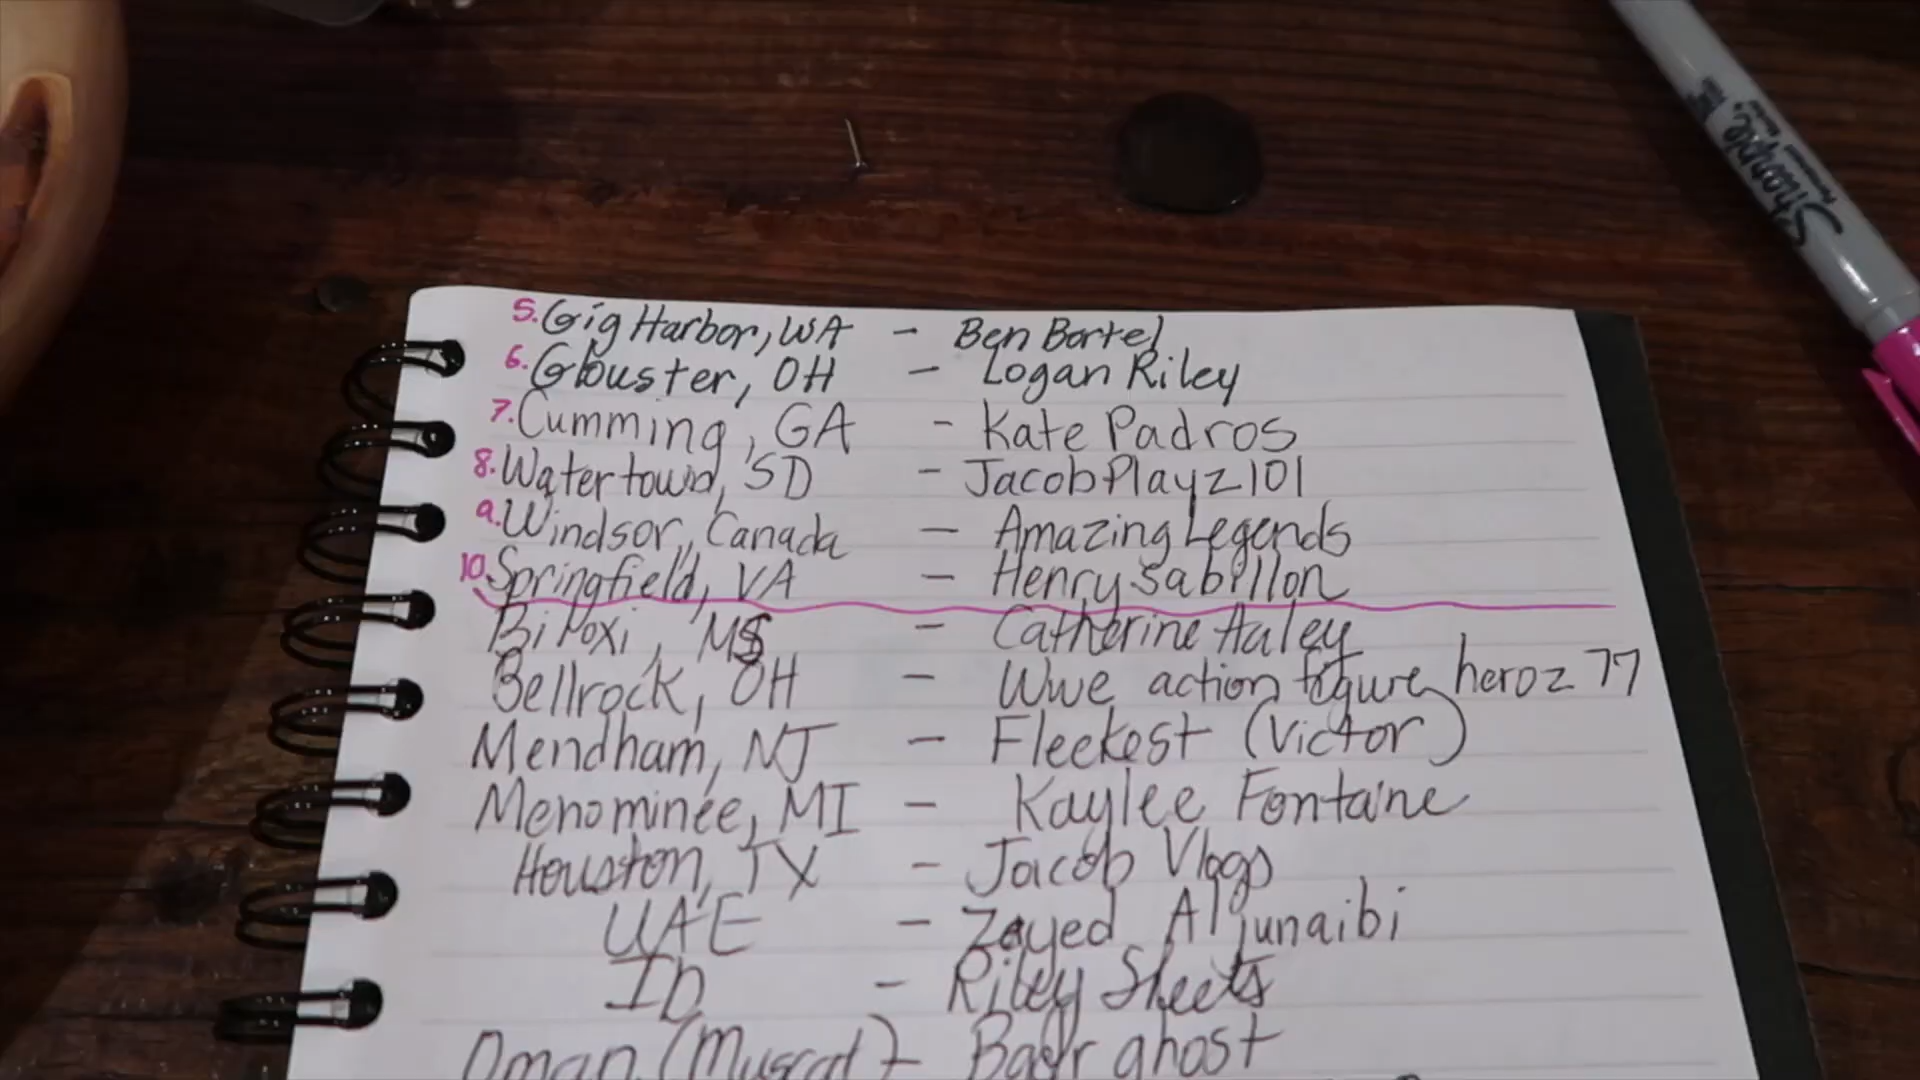 Sharpie.
5. Gig Harbor, WA - Ben Bartel
6. Glouster, OH - Logan Riley
7. Cumming, GA - Kate Padros
8. Watertown, SD - JacobPlayz101
9. Windsor, Canada - Amazing Legends
10. Springfield, VA - Henry Sabillon
Biloxi, MS - Catherine Haley
Bellrock, OH - Wwe action figure heroz 77
Mendham, NJ - Fleekest (Victor)
Menominee, MI - Kaylee Fontaine
Houston, TX - Jacob Vlogs
UAE - Zayed Aljunaibi
ID - Riley Sheets
Oman (Muscat) - Badr ghost